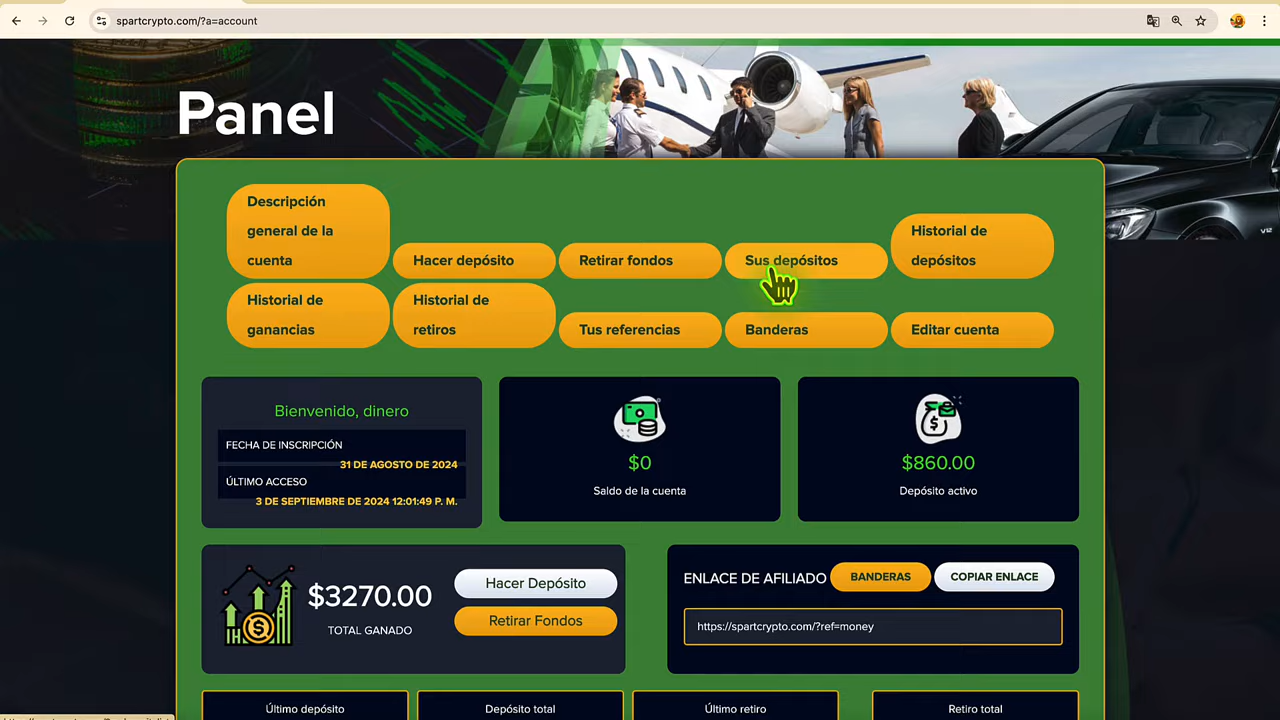 spartcrypto.com/?a=account
Panel
Descripción
general de la
cuenta
Hacer depósito
Retirar fondos
Sus depósitos
Historial de
depósitos
Historial de
ganancias
Historial de
retiros
Tus referencias
Banderas
Editar cuenta
Bienvenido, dinero
FECHA DE INSCRIPCIÓN
31 DE AGOSTO DE 2024
ÚLTIMO ACCESO
3 DE SEPTIEMBRE DE 2024 12:01:49 P. M.
$0
Saldo de la cuenta
$860.00
Depósito activo
$3270.00
TOTAL GANADO
Hacer Depósito
Retirar Fondos
ENLACE DE AFILIADO
BANDERAS
COPIAR ENLACE
https://spartcrypto.com/?ref=money
Último depósito
Depósito total
Último retiro
Retiro total